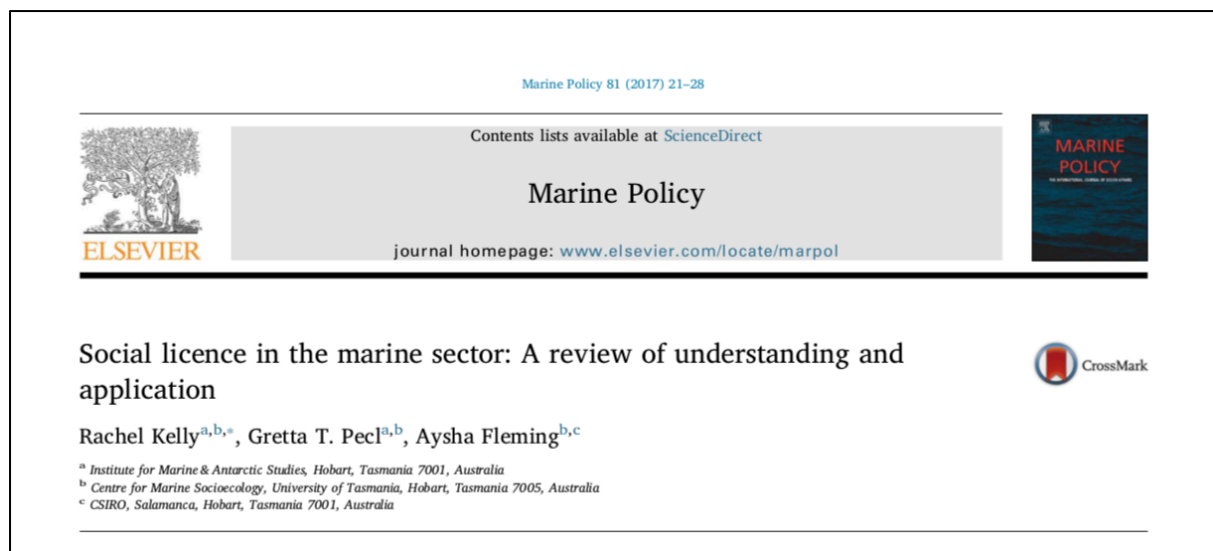 Marine Policy 81 (2017) 21–28
Contents lists available at ScienceDirect
Marine Policy
journal homepage: www.elsevier.com/locate/marpol
ELSEVIER
MARINE
POLICY
Social licence in the marine sector: A review of understanding and
application
CrossMark
Rachel Kelly a,b,*, Gretta T. Pecl a,b, Aysha Fleming b,c
a Institute for Marine & Antarctic Studies, Hobart, Tasmania 7001, Australia
b Centre for Marine Socioecology, University of Tasmania, Hobart, Tasmania 7005, Australia
c CSIRO, Salamanca, Hobart, Tasmania 7001, Australia